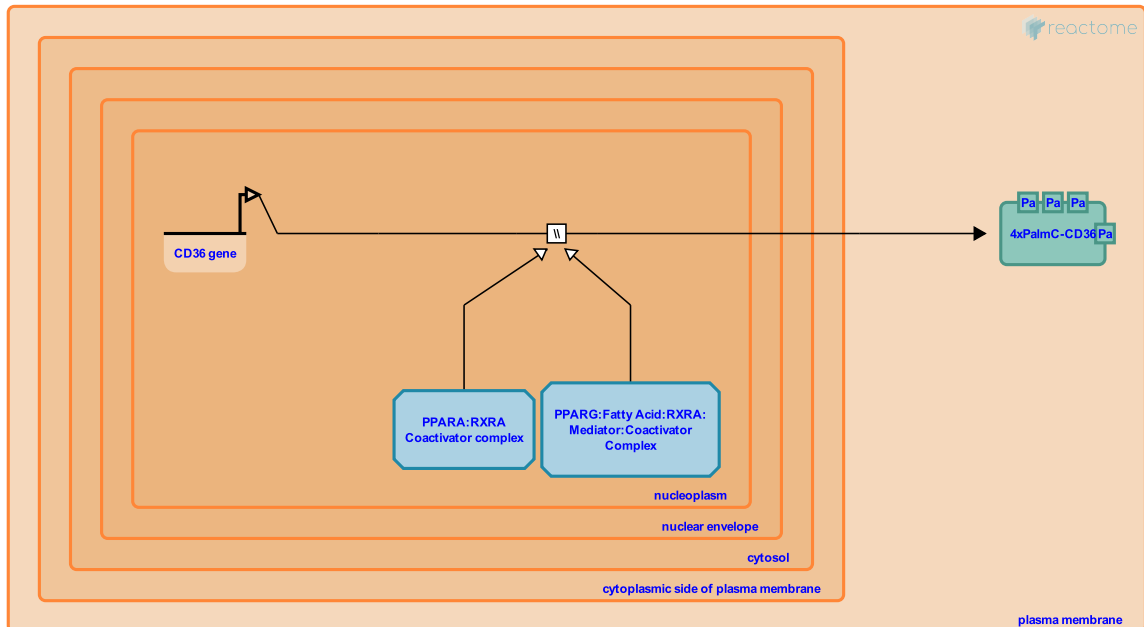 reactome
Pa Pa Pa
CD36 gene
\\
4xPalmC-CD36 Pa
PPARA:RXRA
Coactivator complex
PPARG:Fatty Acid:RXRA:
Mediator:Coactivator
Complex
nucleoplasm
nuclear envelope
cytosol
cytoplasmic side of plasma membrane
plasma membrane